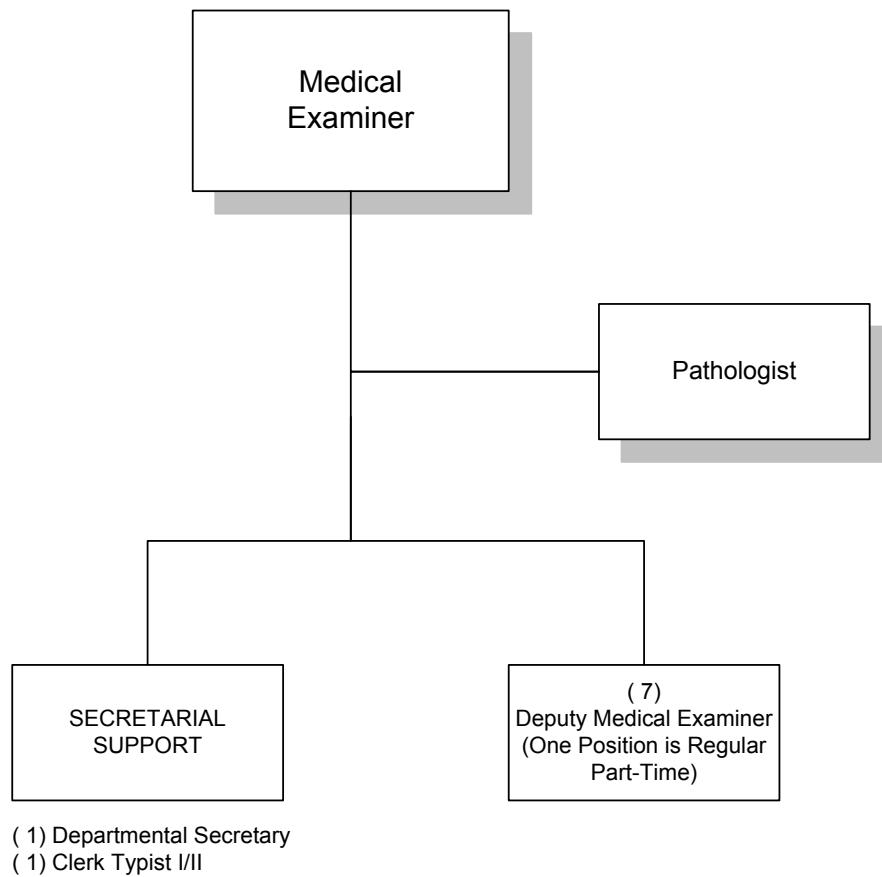 Medical
Examiner
Pathologist
SECRETARIAL
SUPPORT
( 7)
Deputy Medical Examiner
(One Position is Regular
Part-Time)
( 1) Departmental Secretary
( 1) Clerk Typist I/II